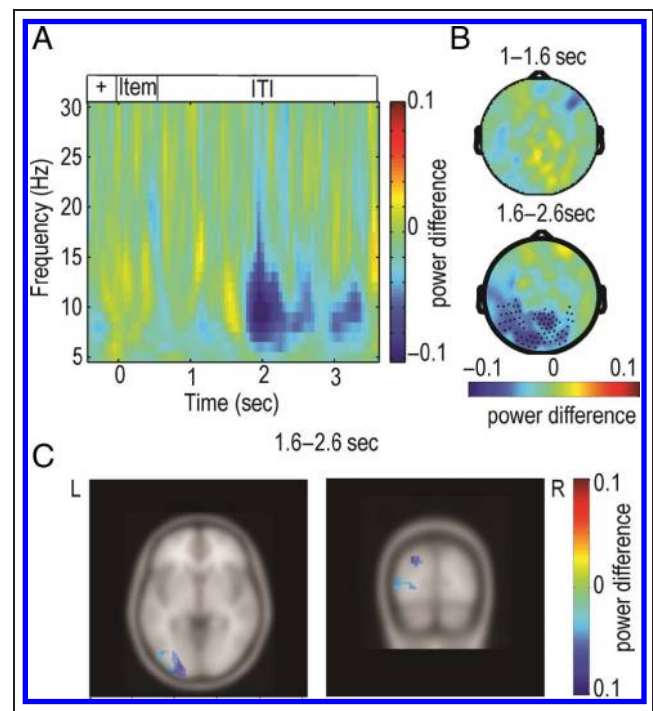 A
+ Item ITI
30
25
20
15
10
5
Frequency (Hz)
0 1 2 3
Time (sec)
0.1
0
−0.1
power difference
B
1–1.6 sec
1.6–2.6sec
−0.1 0 0.1
power difference
1.6–2.6 sec
C
L
R
0.1
0
0.1
power difference